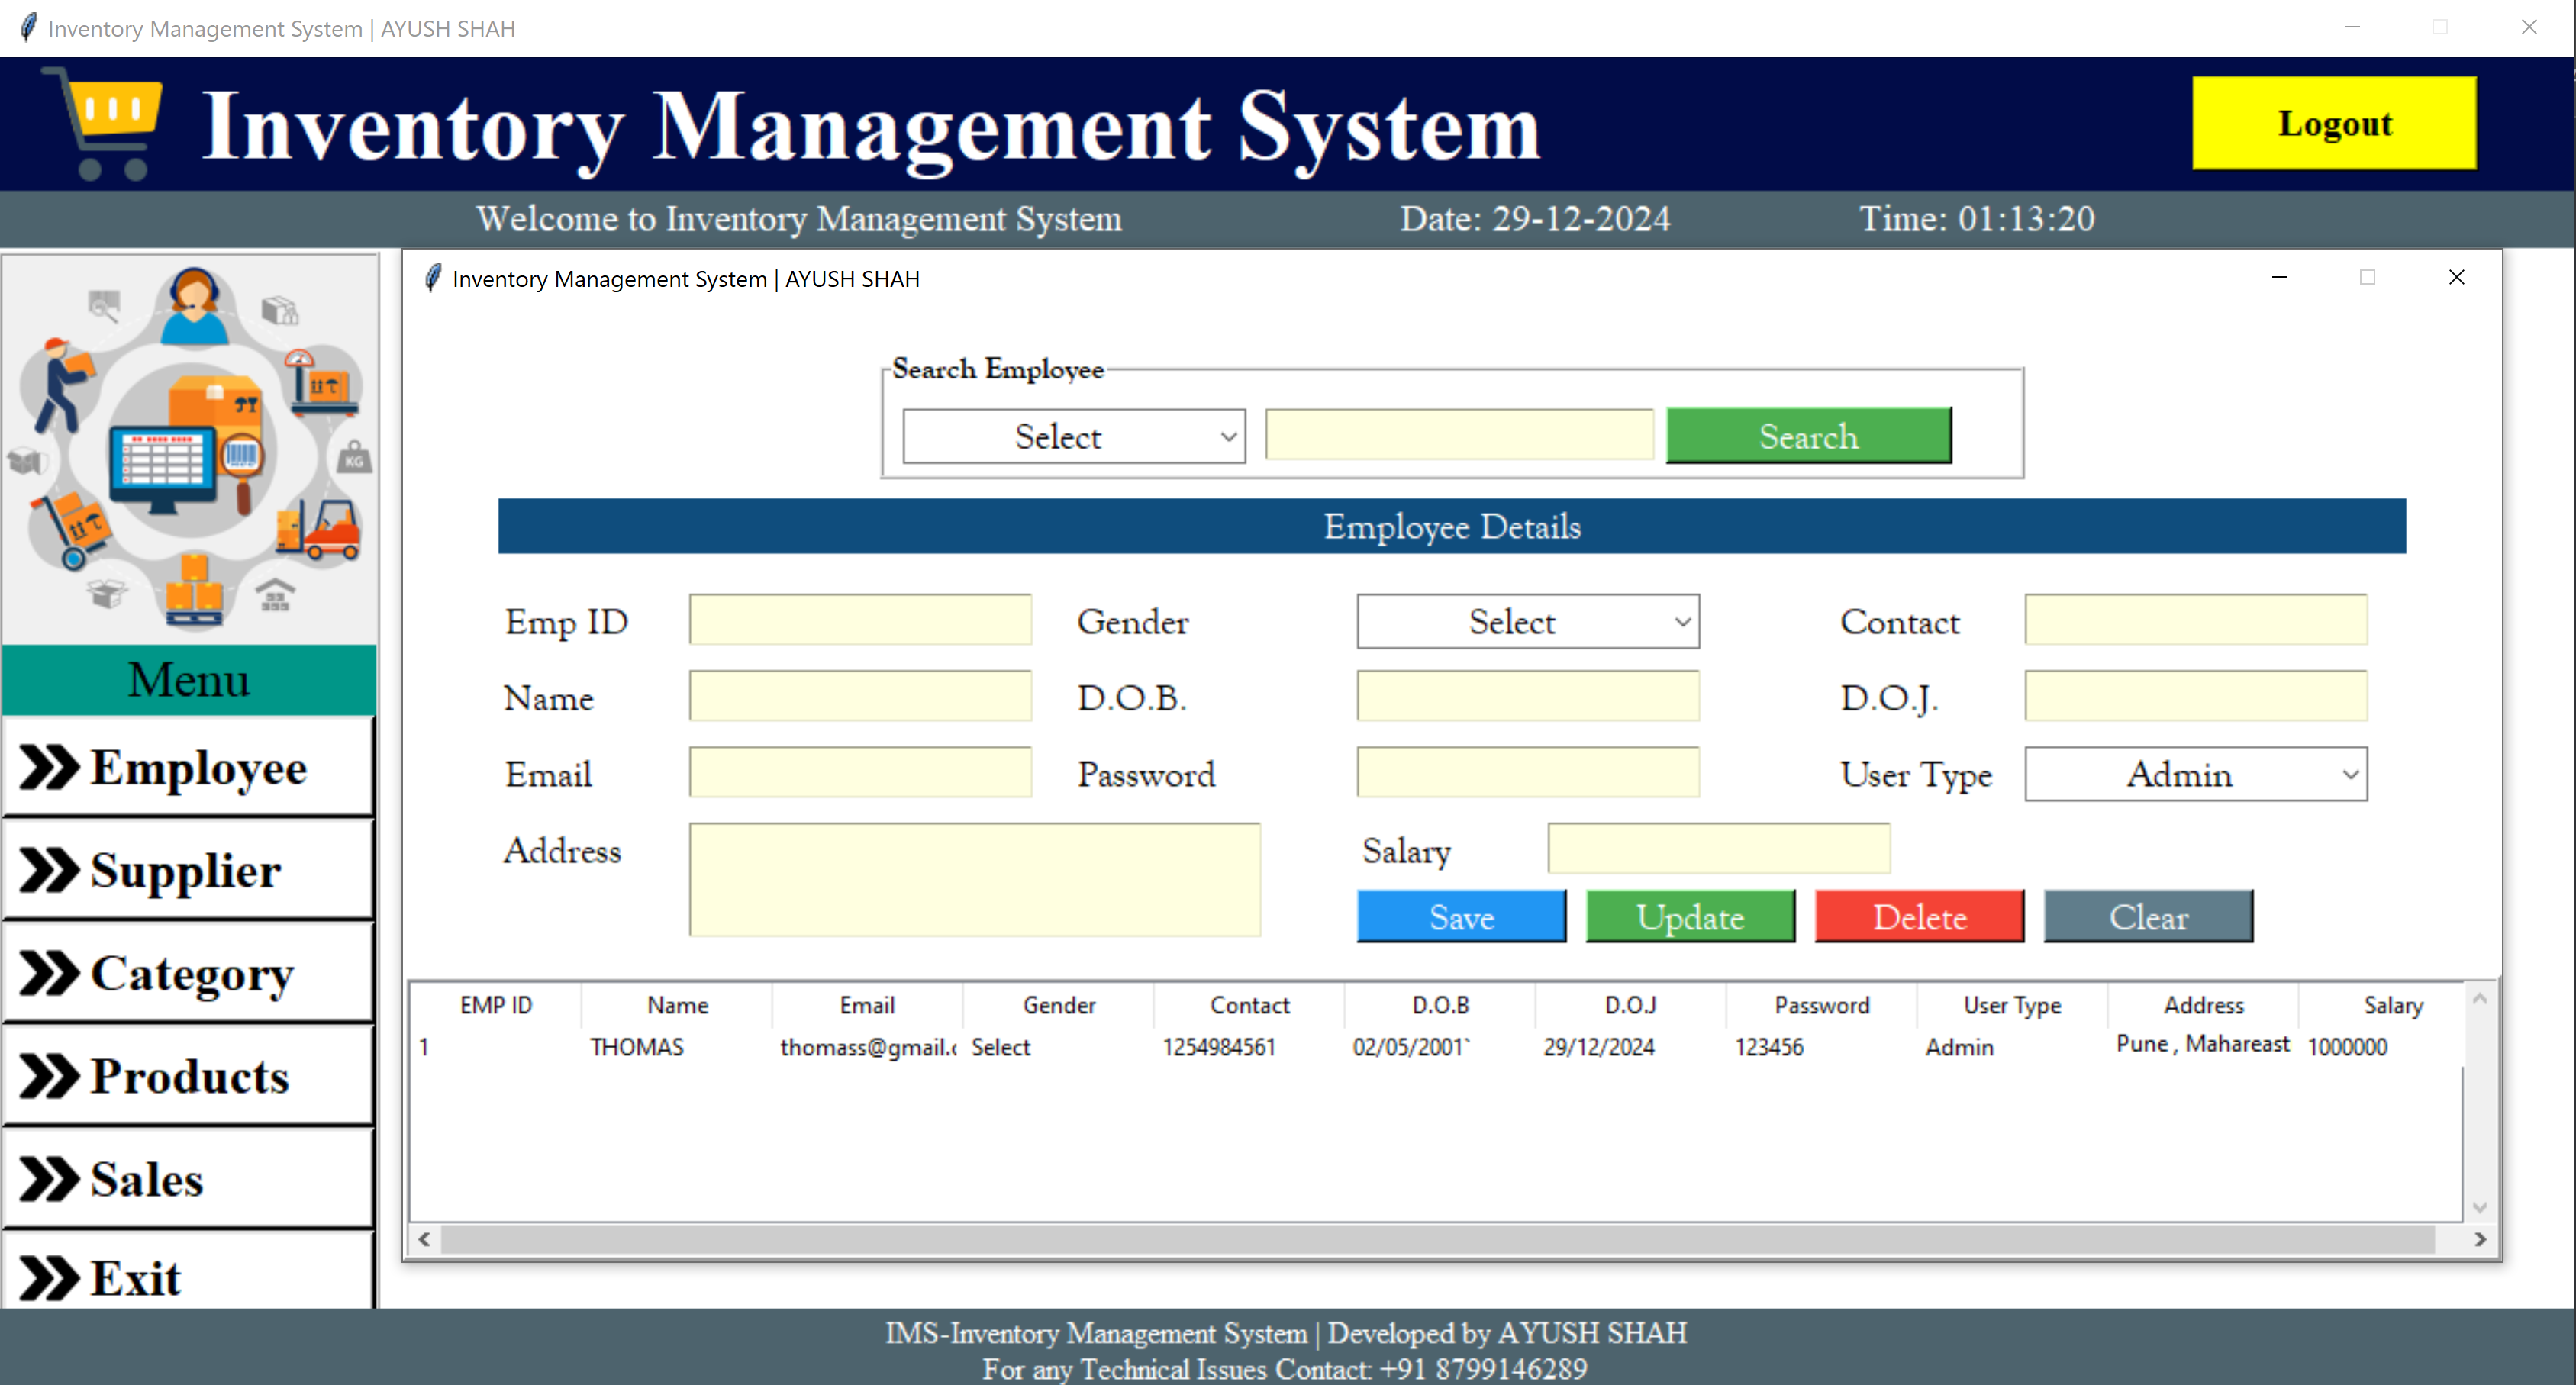 Inventory Management System | AYUSH SHAH
Inventory Management System
Logout
Welcome to Inventory Management System Date: 29-12-2024 Time: 01:13:20
Inventory Management System | AYUSH SHAH
Search Employee
Select Search
Employee Details
Emp ID Gender Select Contact
Name D.O.B. D.O.J.
Email Password User Type Admin
Address Salary
Save Update Delete Clear
EMP ID Name Email Gender Contact D.O.B D.O.J Password User Type Address Salary
1 THOMAS thomass@gmail.c Select 1254984561 02/05/2001` 29/12/2024 123456 Admin Pune , Mahareast 1000000
KG
Menu
Employee
Supplier
Category
Products
Sales
Exit
IMS-Inventory Management System | Developed by AYUSH SHAH
For any Technical Issues Contact: +91 8799146289